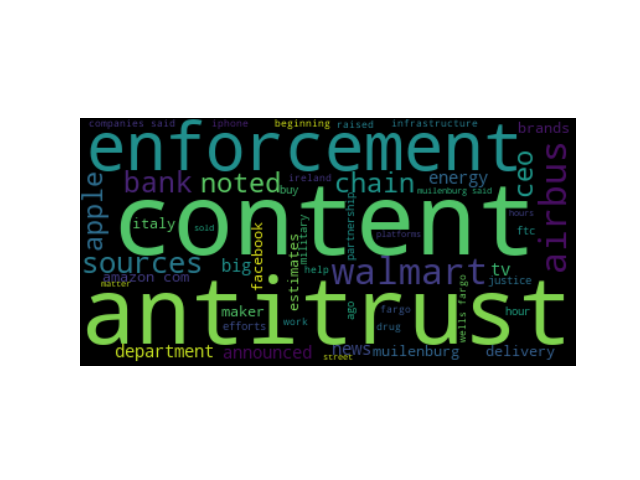 companies said iphone beginning raised infrastructure brands
enforcement
apple bank noted chain energy ceo airbus
ireland
buy muilenburg said
content
italy sold partnership hours
military platforms ftc
facebook estimates
sources big help walmart tv
amazon com justice
matter
antitrust
maker ago fargo wells fargo hour
efforts work drug
department announced news muilenburg delivery
street